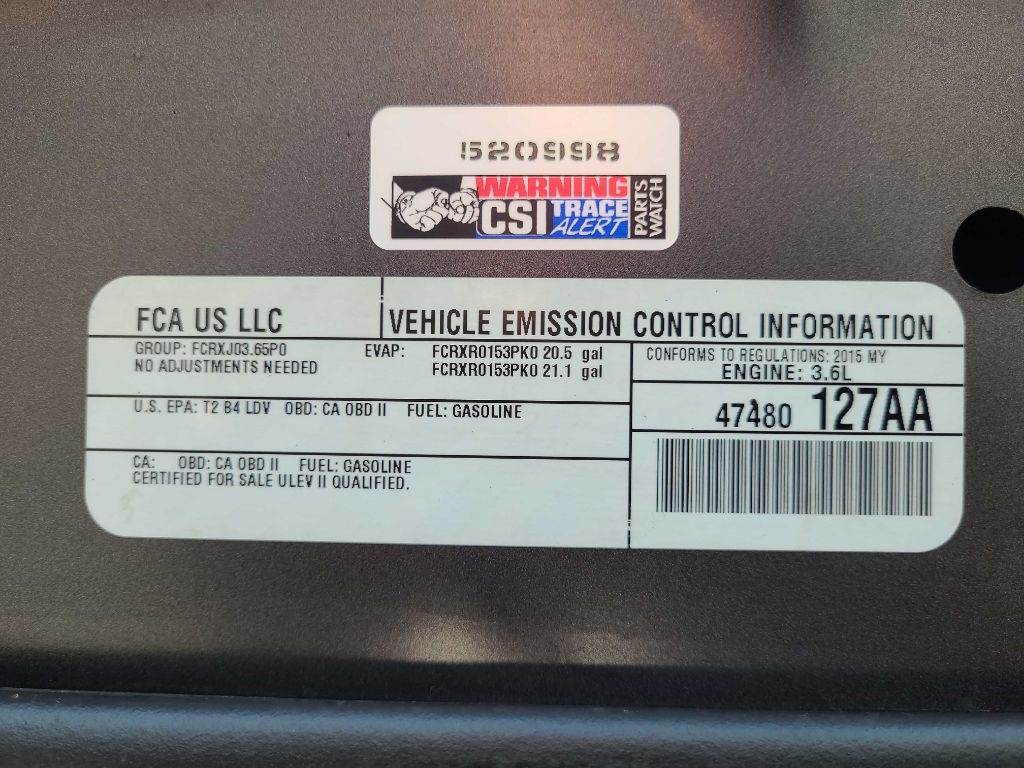 520998
WARNING
CSI TRACE ALERT
PARTS WATCH
FCA US LLC
VEHICLE EMISSION CONTROL INFORMATION
GROUP: FCRXJ03.65P0
NO ADJUSTMENTS NEEDED
EVAP: FCRXR0153PK0 20.5 gal
FCRXR0153PK0 21.1 gal
CONFORMS TO REGULATIONS: 2015 MY
ENGINE: 3.6L
U.S. EPA: T2 B4 LDV OBD: CA OBD II FUEL: GASOLINE
47480 127AA
CA: OBD: CA OBD II FUEL: GASOLINE
CERTIFIED FOR SALE ULEV II QUALIFIED.